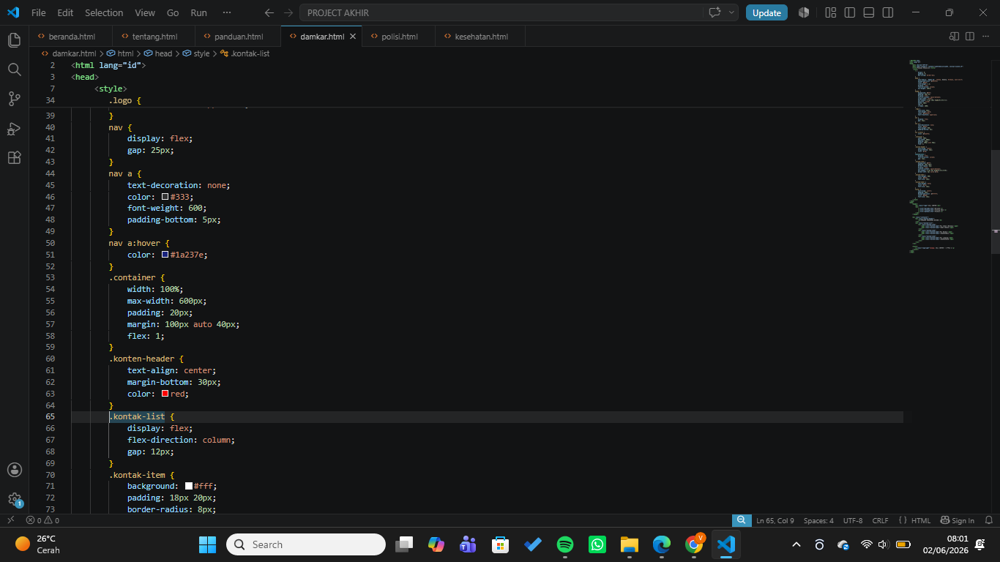 File Edit Selection View Go Run ··· PROJECT AKHIR Update
beranda.html tentang.html panduan.html damkar.html polisi.html kesehatan.html
damkar.html > html > head > style > .kontak-list
2 <html lang="id">
3 <head>
7 <style>
34 .logo {
39 }
40 nav {
41 display: flex;
42 gap: 25px;
43 }
44 nav a {
45 text-decoration: none;
46 color: #333;
47 font-weight: 600;
48 padding-bottom: 5px;
49 }
50 nav a:hover {
51 color: #1a237e;
52 }
53 .container {
54 width: 100%;
55 max-width: 600px;
56 padding: 20px;
57 margin: 100px auto 40px;
58 flex: 1;
59 }
60 .konten-header {
61 text-align: center;
62 margin-bottom: 30px;
63 color: red;
64 }
65 .kontak-list {
66 display: flex;
67 flex-direction: column;
68 gap: 12px;
69 }
70 .kontak-item {
71 background: #fff;
72 padding: 18px 20px;
73 border-radius: 8px;
1
0 0 Ln 65, Col 9 Spaces: 4 UTF-8 CRLF {} HTML Sign In
26°C
Cerah
Search
V
08:01
02/06/2026